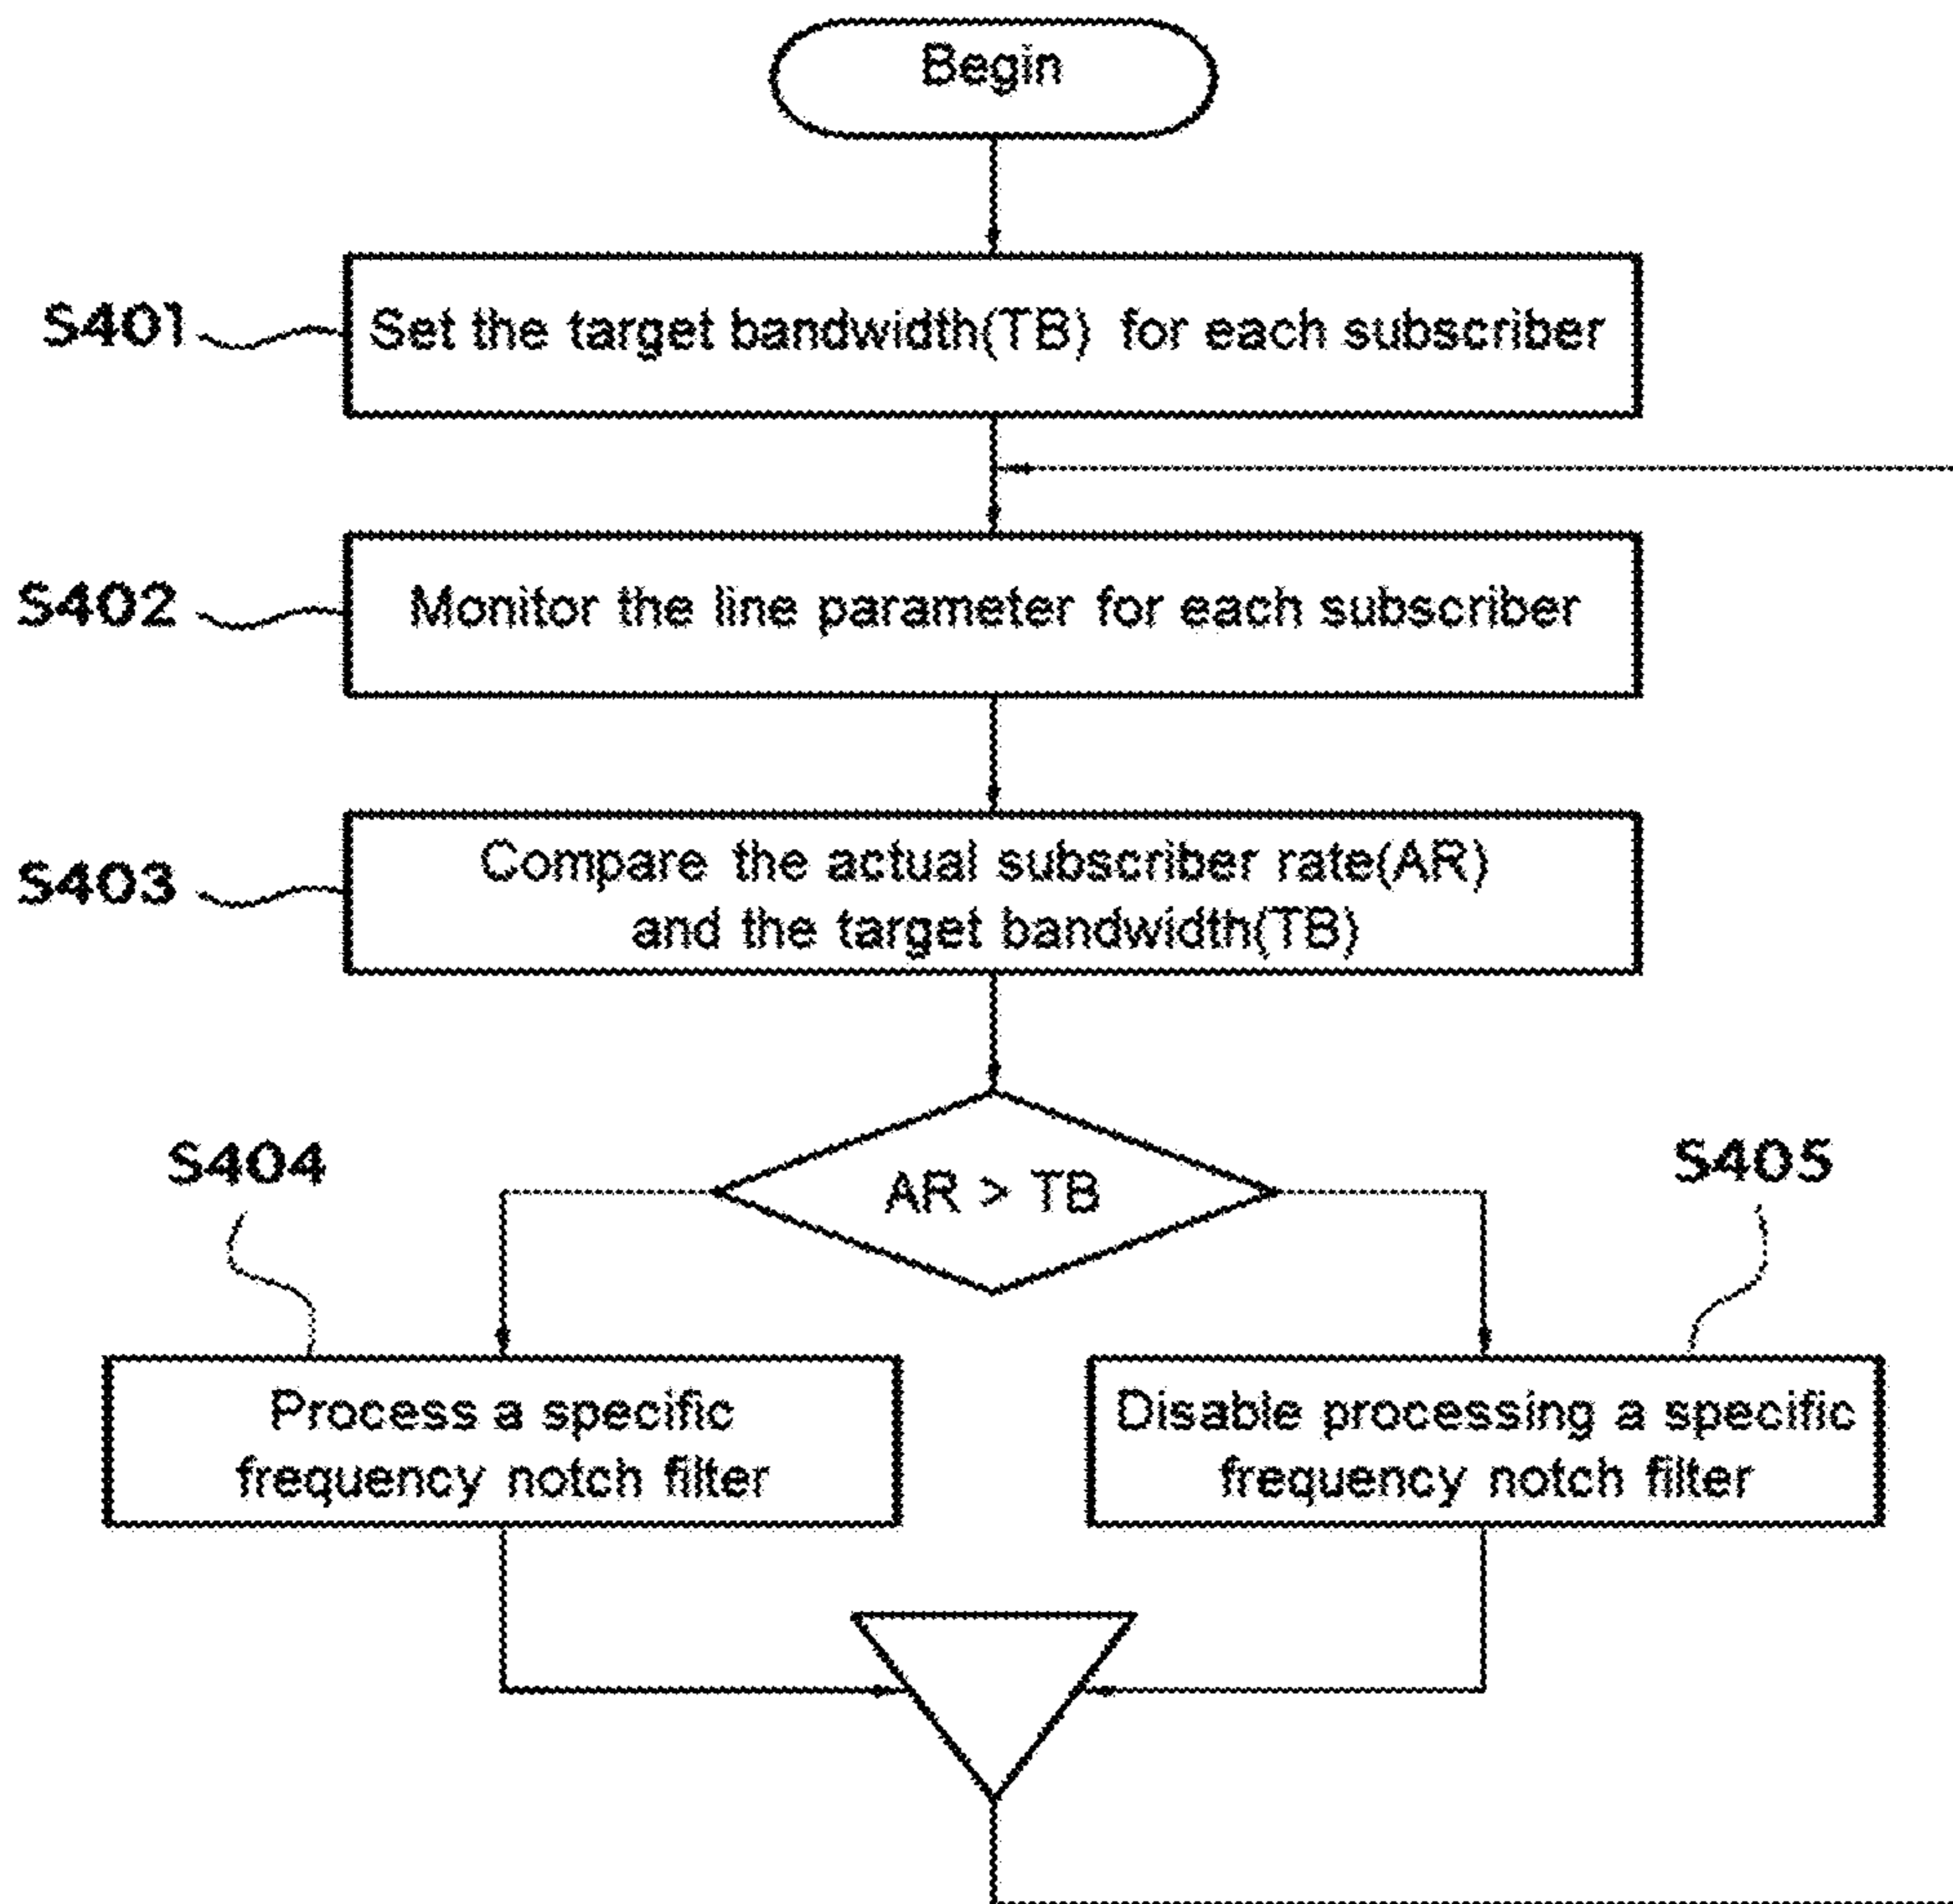 Begin
S401
Set the target bandwidth(TB) for each subscriber
S402
Monitor the line parameter for each subscriber
S403
Compare the actual subscriber rate(AR)
and the target bandwidth(TB)
S404
AR > TB
S405
Process a specific
frequency notch filter
Disable processing a specific
frequency notch filter